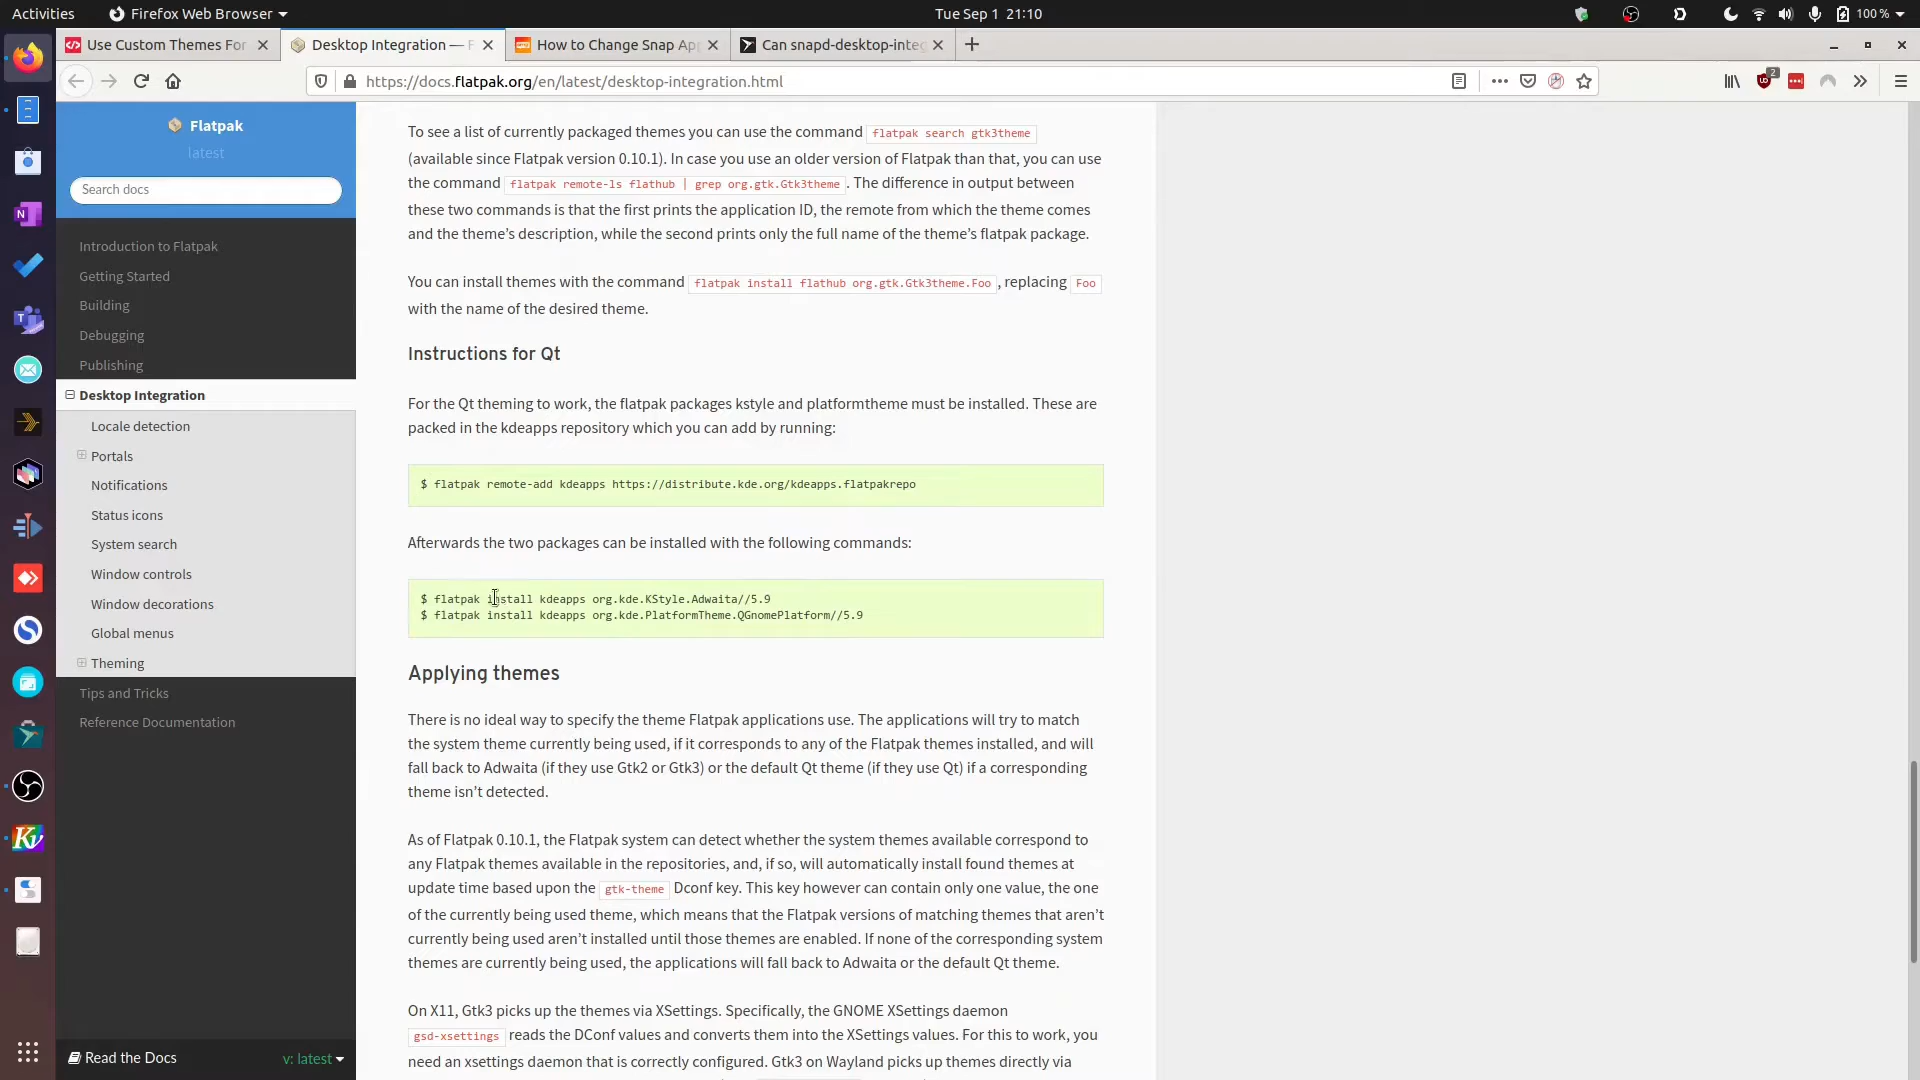 Activities
Firefox Web Browser
Tue Sep 1 21:10
100 %
Use Custom Themes For
Desktop Integration — F
How to Change Snap Ap
Can snapd-desktop-integ
https://docs.flatpak.org/en/latest/desktop-integration.html
2
Flatpak
latest
Search docs
Introduction to Flatpak
Getting Started
Building
Debugging
Publishing
Desktop Integration
Locale detection
Portals
Notifications
Status icons
System search
Window controls
Window decorations
Global menus
Theming
Tips and Tricks
Reference Documentation
Read the Docs
v: latest
To see a list of currently packaged themes you can use the command flatpak search gtk3theme
(available since Flatpak version 0.10.1). In case you use an older version of Flatpak than that, you can use
the command flatpak remote-ls flathub | grep org.gtk.Gtk3theme. The difference in output between
these two commands is that the first prints the application ID, the remote from which the theme comes
and the theme's description, while the second prints only the full name of the theme's flatpak package.
You can install themes with the command flatpak install flathub org.gtk.Gtk3theme.Foo, replacing Foo
with the name of the desired theme.
Instructions for Qt
For the Qt theming to work, the flatpak packages kstyle and platformtheme must be installed. These are
packed in the kdeapps repository which you can add by running:
$ flatpak remote-add kdeapps https://distribute.kde.org/kdeapps.flatpakrepo
Afterwards the two packages can be installed with the following commands:
$ flatpak install kdeapps org.kde.KStyle.Adwaita//5.9
$ flatpak install kdeapps org.kde.PlatformTheme.QGnomePlatform//5.9
Applying themes
There is no ideal way to specify the theme Flatpak applications use. The applications will try to match
the system theme currently being used, if it corresponds to any of the Flatpak themes installed, and will
fall back to Adwaita (if they use Gtk2 or Gtk3) or the default Qt theme (if they use Qt) if a corresponding
theme isn't detected.
As of Flatpak 0.10.1, the Flatpak system can detect whether the system themes available correspond to
any Flatpak themes available in the repositories, and, if so, will automatically install found themes at
update time based upon the gtk-theme Dconf key. This key however can contain only one value, the one
of the currently being used theme, which means that the Flatpak versions of matching themes that aren't
currently being used aren't installed until those themes are enabled. If none of the corresponding system
themes are currently being used, the applications will fall back to Adwaita or the default Qt theme.
On X11, Gtk3 picks up the themes via XSettings. Specifically, the GNOME XSettings daemon
gsd-xsettings reads the DConf values and converts them into the XSettings values. For this to work, you
need an xsettings daemon that is correctly configured. Gtk3 on Wayland picks up themes directly via